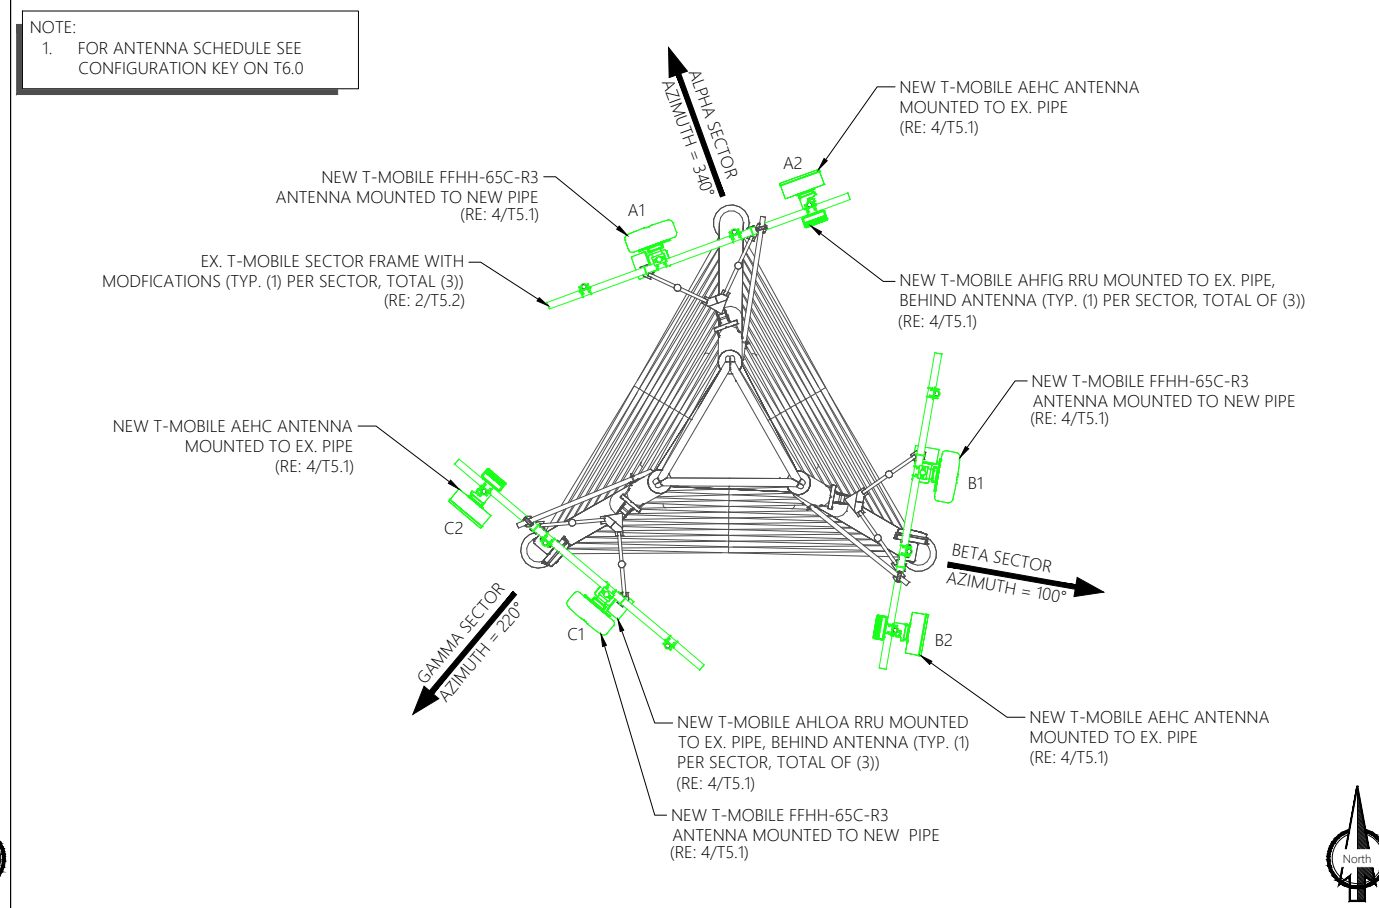 NOTE:
1. FOR ANTENNA SCHEDULE SEE
CONFIGURATION KEY ON T6.0
ALPHA SECTOR
AZIMUTH = 340°
NEW T-MOBILE AEHC ANTENNA
MOUNTED TO EX. PIPE
(RE: 4/T5.1)
A2
NEW T-MOBILE FFHH-65C-R3
ANTENNA MOUNTED TO NEW PIPE
(RE: 4/T5.1)
A1
EX. T-MOBILE SECTOR FRAME WITH
MODFICATIONS (TYP. (1) PER SECTOR, TOTAL (3))
(RE: 2/T5.2)
NEW T-MOBILE AHFIG RRU MOUNTED TO EX. PIPE,
BEHIND ANTENNA (TYP. (1) PER SECTOR, TOTAL OF (3))
(RE: 4/T5.1)
NEW T-MOBILE FFHH-65C-R3
ANTENNA MOUNTED TO NEW PIPE
(RE: 4/T5.1)
B1
NEW T-MOBILE AEHC ANTENNA
MOUNTED TO EX. PIPE
(RE: 4/T5.1)
C2
BETA SECTOR
AZIMUTH = 100°
GAMMA SECTOR
AZIMUTH = 220°
C1
B2
NEW T-MOBILE AHLOA RRU MOUNTED
TO EX. PIPE, BEHIND ANTENNA (TYP. (1)
PER SECTOR, TOTAL OF (3))
(RE: 4/T5.1)
NEW T-MOBILE AEHC ANTENNA
MOUNTED TO EX. PIPE
(RE: 4/T5.1)
NEW T-MOBILE FFHH-65C-R3
ANTENNA MOUNTED TO NEW PIPE
(RE: 4/T5.1)
North